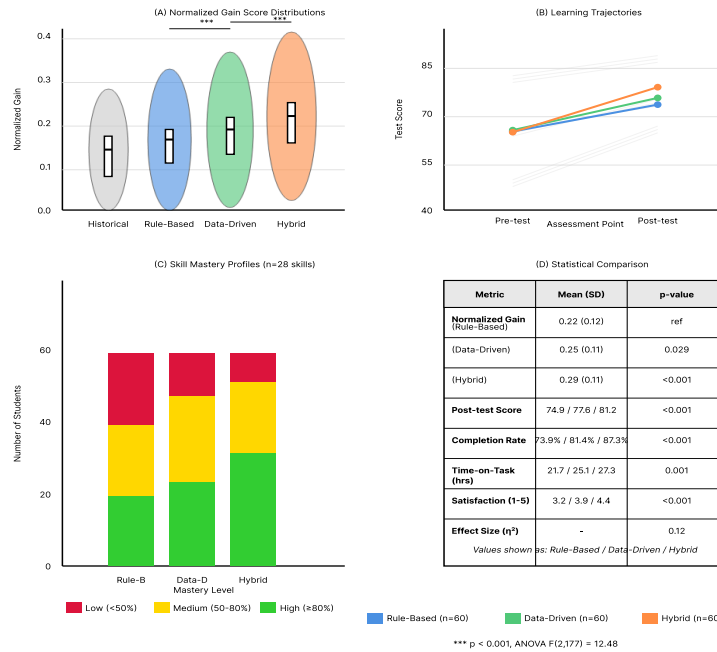 (A) Normalized Gain Score Distributions
***
***
0.4
0.3
0.2
0.1
0.0
Normalized Gain
Historical
Rule-Based
Data-Driven
Hybrid
(B) Learning Trajectories
85
70
55
40
Test Score
Pre-test
Assessment Point
Post-test
(C) Skill Mastery Profiles (n=28 skills)
60
40
20
0
Number of Students
Rule-B
Data-D
Hybrid
Mastery Level
Low (<50%)
Medium (50-80%)
High (≥80%)
(D) Statistical Comparison
Metric Mean (SD) p-value
Normalized Gain
(Rule-Based) 0.22 (0.12) ref
(Data-Driven) 0.25 (0.11) 0.029
(Hybrid) 0.29 (0.11) <0.001
Post-test Score 74.9 / 77.6 / 81.2 <0.001
Completion Rate 73.9% / 81.4% / 87.3% <0.001
Time-on-Task
(hrs) 21.7 / 25.1 / 27.3 0.001
Satisfaction (1-5) 3.2 / 3.9 / 4.4 <0.001
Effect Size (η²) - 0.12
Values shown as: Rule-Based / Data-Driven / Hybrid
Rule-Based (n=60)
Data-Driven (n=60)
Hybrid (n=60
*** p < 0.001, ANOVA F(2,177) = 12.48